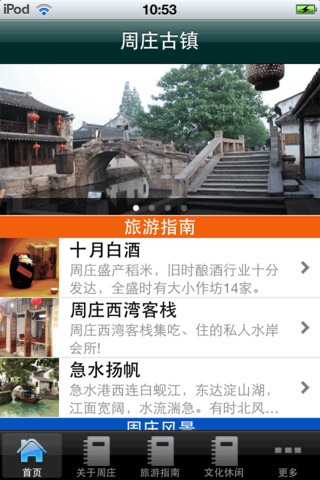 iPod 10:53
周庄古镇
旅游指南
十月白酒
周庄盛产稻米，旧时酿酒行业十分
发达，全盛时有大小作坊14家。
周庄西湾客栈
周庄西湾客栈集吃、住的私人水岸
会所!
急水扬帆
急水港西连白蚬江，东达淀山湖，
江面宽阔，水流湍急。有时北风...
周庄风景
首页 关于周庄 旅游指南 文化休闲 更多